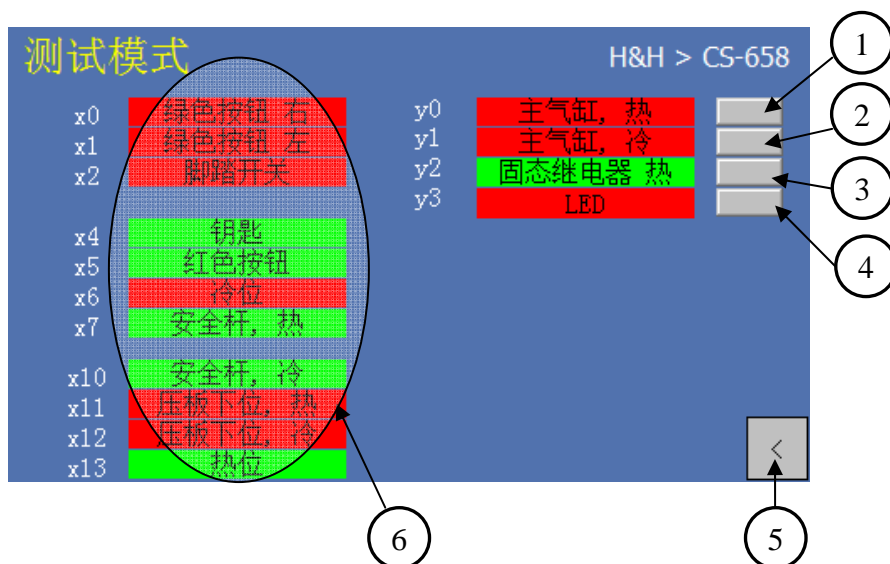 测试模式
H&H > CS-658
x0 绿色按钮 右
x1 绿色按钮 左
x2 脚踏开关
x4 钥匙
x5 红色按钮
x6 冷位
x7 安全杆, 热
x10 安全杆, 冷
x11 压板下位, 热
x12 压板下位, 冷
x13 热位
y0 主气缸, 热
y1 主气缸, 冷
y2 固态继电器 热
y3 LED
<
1
2
3
4
5
6